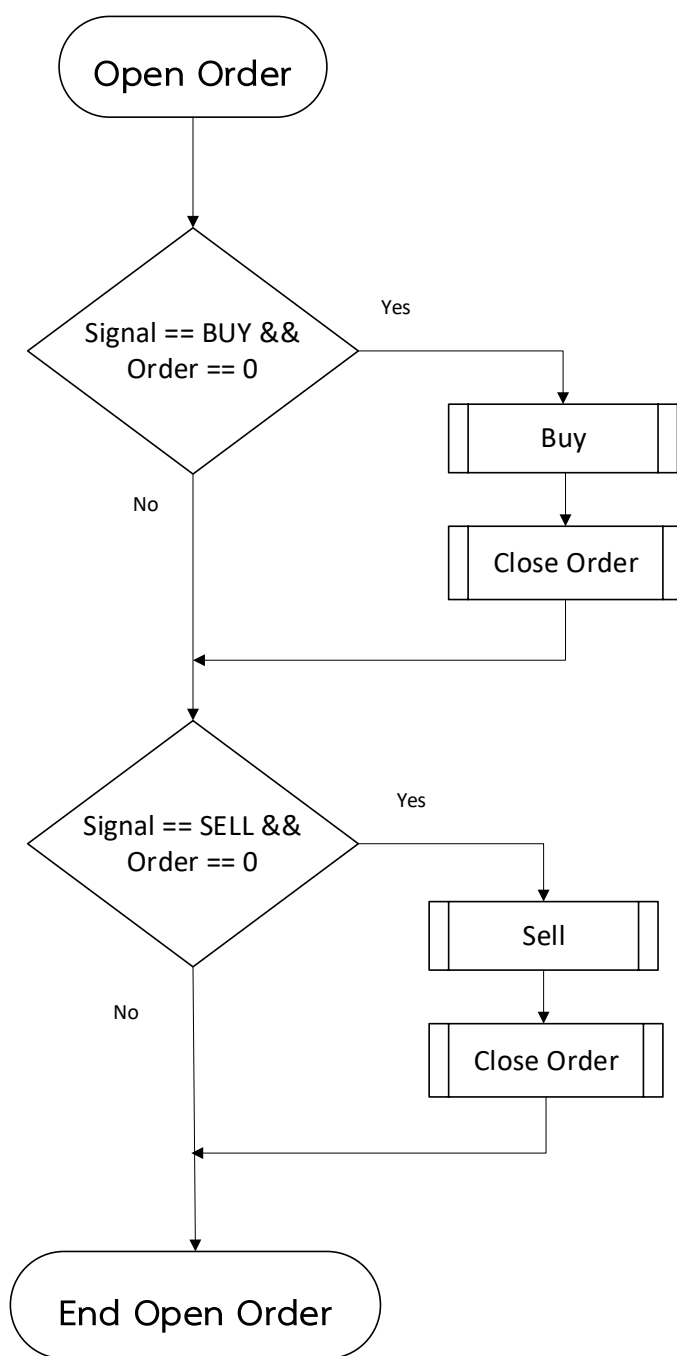 Open Order
Signal == BUY &&
Order == 0
Yes
Buy
No
Close Order
Signal == SELL &&
Order == 0
Yes
Sell
No
Close Order
End Open Order